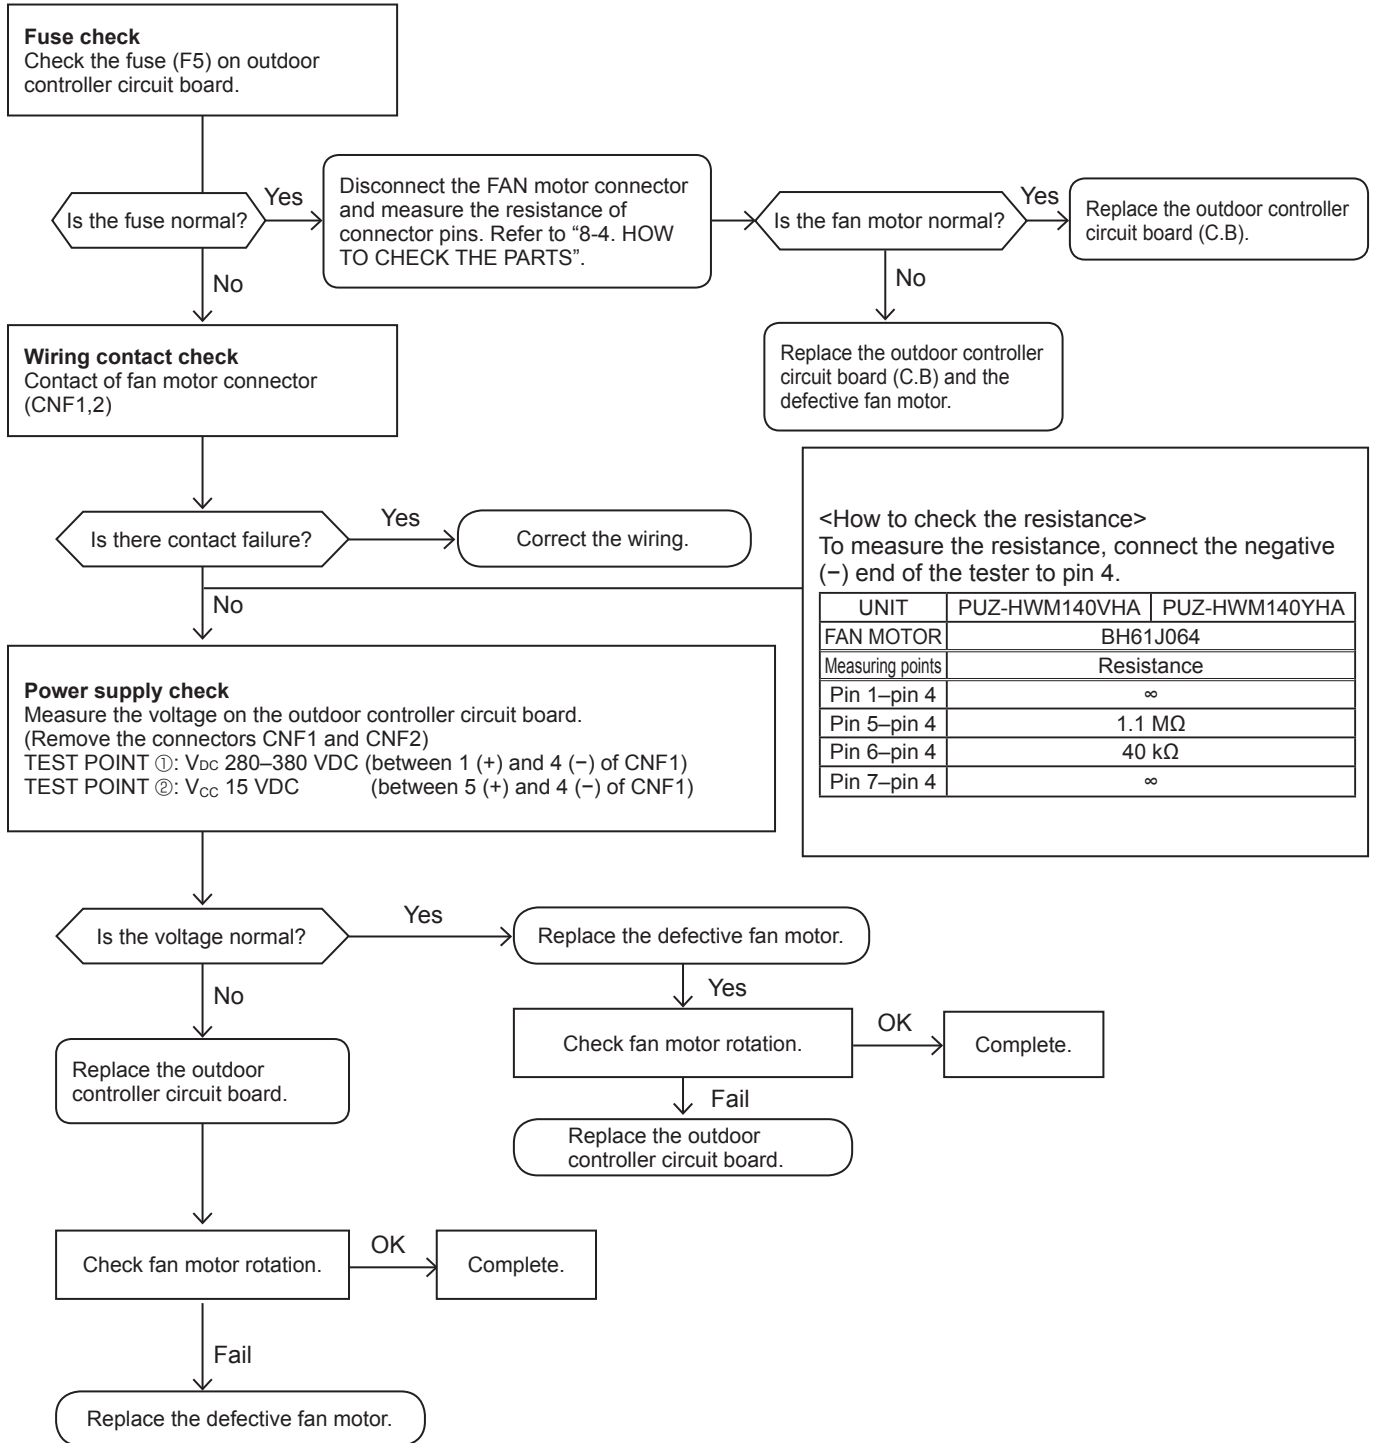 Fuse check
Check the fuse (F5) on outdoor
controller circuit board.
Is the fuse normal?
Yes
Disconnect the FAN motor connector
and measure the resistance of
connector pins. Refer to “8-4. HOW
TO CHECK THE PARTS”.
Is the fan motor normal?
Yes
Replace the outdoor controller
circuit board (C.B).
No
Replace the outdoor controller
circuit board (C.B) and the
defective fan motor.
No
Wiring contact check
Contact of fan motor connector
(CNF1,2)
Is there contact failure?
Yes
Correct the wiring.
No
<How to check the resistance>
To measure the resistance, connect the negative
(−) end of the tester to pin 4.
UNIT PUZ-HWM140VHA PUZ-HWM140YHA
FAN MOTOR BH61J064
Measuring points Resistance
Pin 1–pin 4 ∞
Pin 5–pin 4 1.1 MΩ
Pin 6–pin 4 40 kΩ
Pin 7–pin 4 ∞
Power supply check
Measure the voltage on the outdoor controller circuit board.
(Remove the connectors CNF1 and CNF2)
TEST POINT ①: VDC 280–380 VDC (between 1 (+) and 4 (−) of CNF1)
TEST POINT ②: VCC 15 VDC (between 5 (+) and 4 (−) of CNF1)
Is the voltage normal?
Yes
Replace the defective fan motor.
Yes
Check fan motor rotation.
OK
Complete.
Fail
Replace the outdoor
controller circuit board.
No
Replace the outdoor
controller circuit board.
Check fan motor rotation.
OK
Complete.
Fail
Replace the defective fan motor.